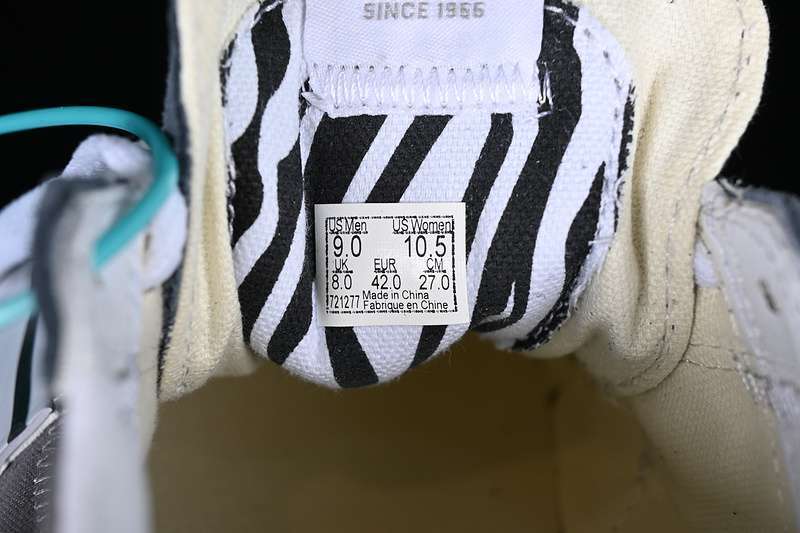 SINCE 1966
US Men US Women
9.0 10.5
UK EUR CM
8.0 42.0 27.0
721277 Made in China
Fabrique en Chine